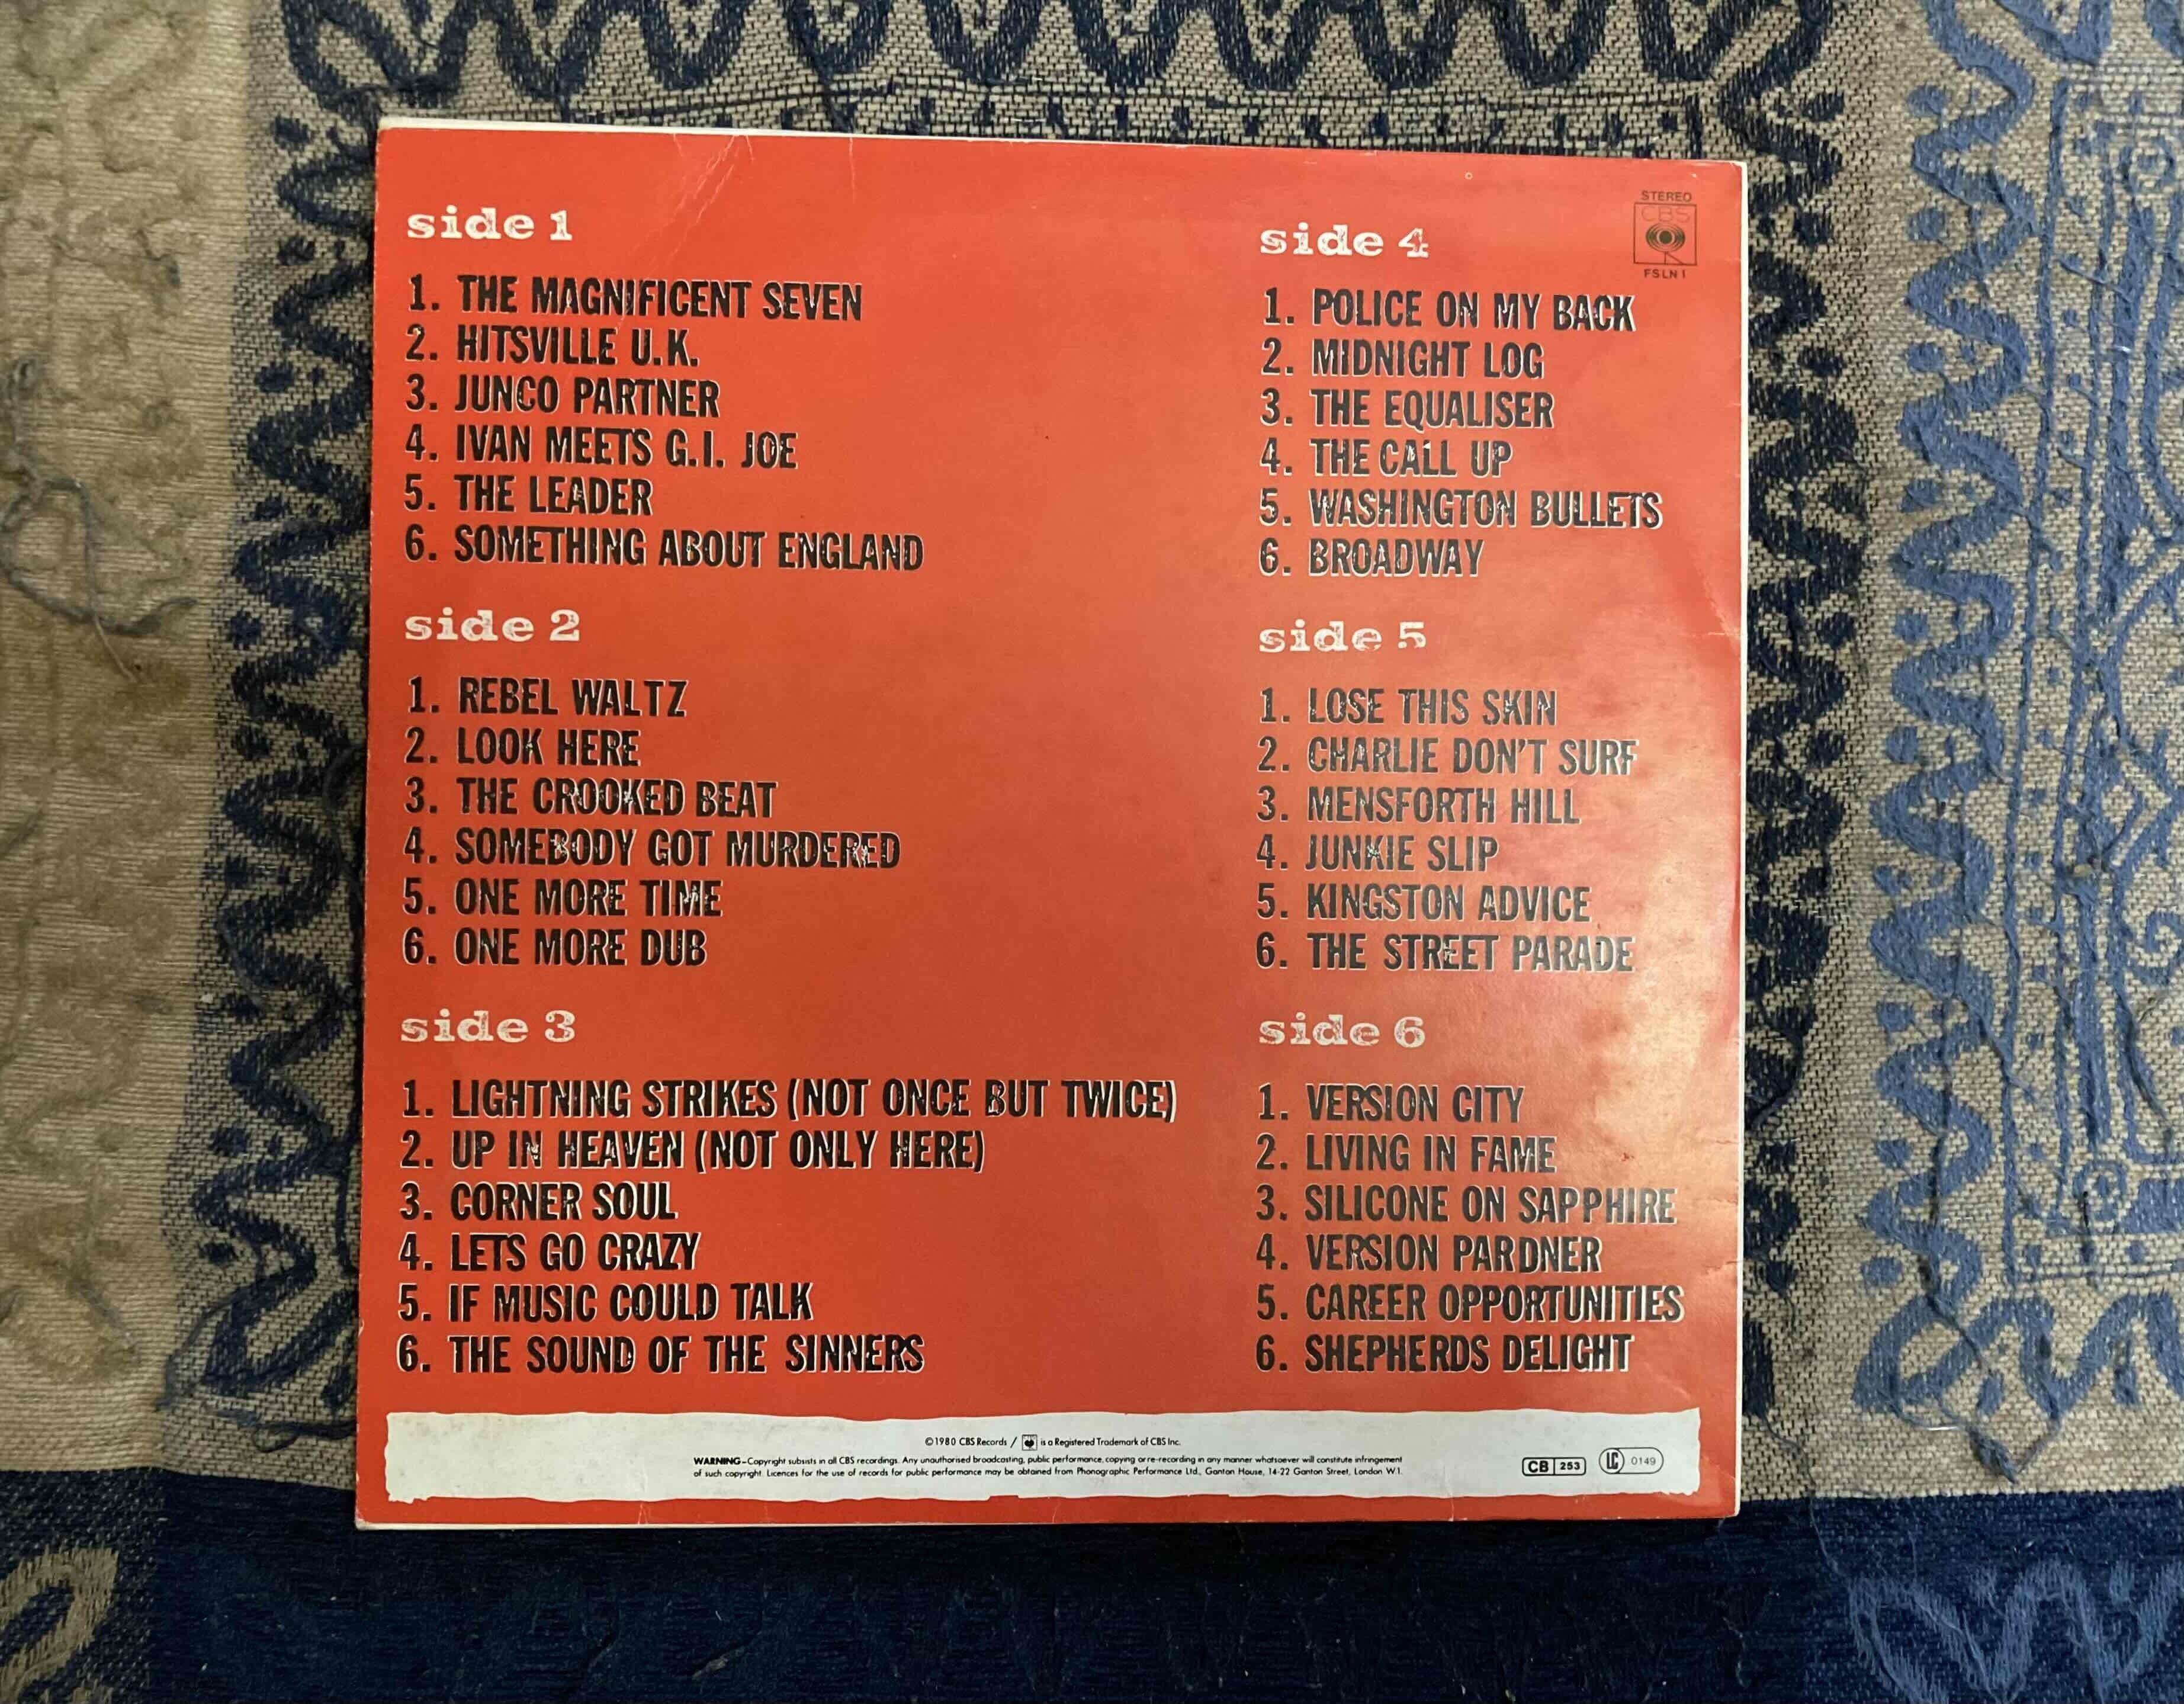 side 1
1. THE MAGNIFICENT SEVEN
2. HITSVILLE U.K.
3. JUNCO PARTNER
4. IVAN MEETS G.I. JOE
5. THE LEADER
6. SOMETHING ABOUT ENGLAND
side 2
1. REBEL WALTZ
2. LOOK HERE
3. THE CROOKED BEAT
4. SOMEBODY GOT MURDERED
5. ONE MORE TIME
6. ONE MORE DUB
side 3
1. LIGHTNING STRIKES (NOT ONCE BUT TWICE)
2. UP IN HEAVEN (NOT ONLY HERE)
3. CORNER SOUL
4. LETS GO CRAZY
5. IF MUSIC COULD TALK
6. THE SOUND OF THE SINNERS
STEREO
CBS
FSLN 1
side 4
1. POLICE ON MY BACK
2. MIDNIGHT LOG
3. THE EQUALISER
4. THE CALL UP
5. WASHINGTON BULLETS
6. BROADWAY
side 5
1. LOSE THIS SKIN
2. CHARLIE DON'T SURF
3. MENSFORTH HILL
4. JUNKIE SLIP
5. KINGSTON ADVICE
6. THE STREET PARADE
side 6
1. VERSION CITY
2. LIVING IN FAME
3. SILICONE ON SAPPHIRE
4. VERSION PARDNER
5. CAREER OPPORTUNITIES
6. SHEPHERDS DELIGHT
©1980 CBS Records / is a Registered Trademark of CBS Inc.
WARNING–Copyright subsists in all CBS recordings. Any unauthorised broadcasting, public performance, copying or re-recording in any manner whatsoever will constitute infringement
of such copyright. Licences for the use of records for public performance may be obtained from Phonographic Performance Ltd., Ganton House, 14-22 Ganton Street, London W1.
CB 253
LC 0149